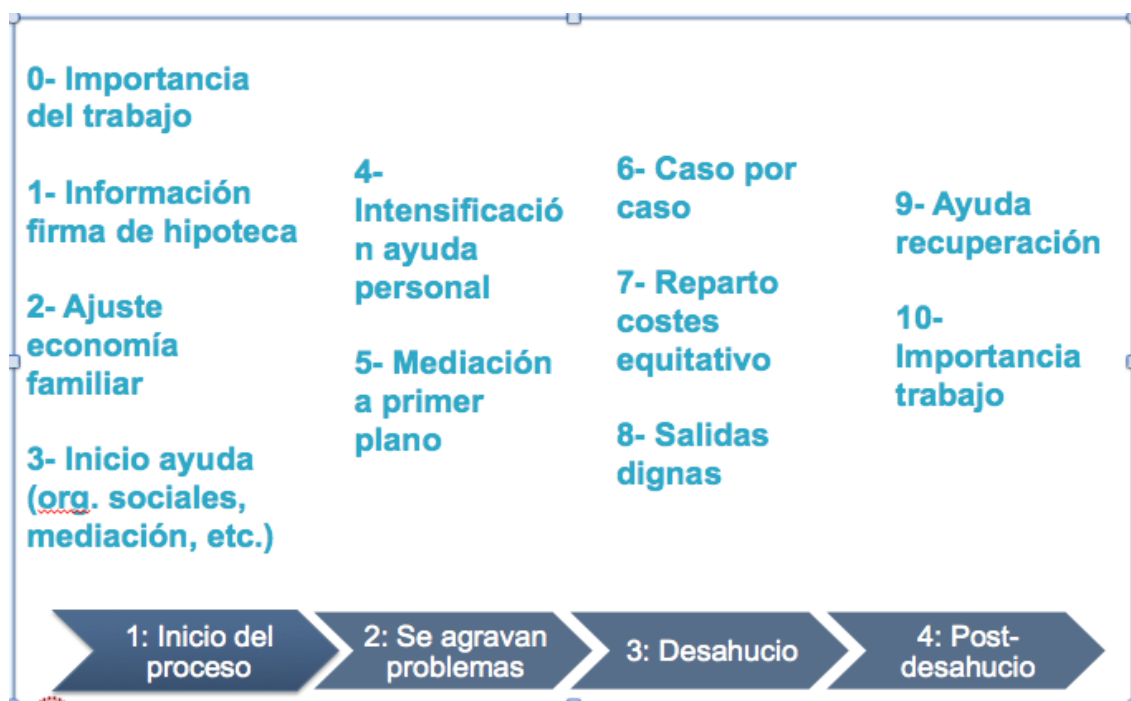 0- Importancia
del trabajo
1- Información
firma de hipoteca
2- Ajuste
economía
familiar
3- Inicio ayuda
(org. sociales,
mediación, etc.)
4-
Intensificació
n ayuda
personal
5- Mediación
a primer
plano
6- Caso por
caso
7- Reparto
costes
equitativo
8- Salidas
dignas
9- Ayuda
recuperación
10-
Importancia
trabajo
1: Inicio del
proceso
2: Se agravan
problemas
3: Desahucio
4: Post-
desahucio